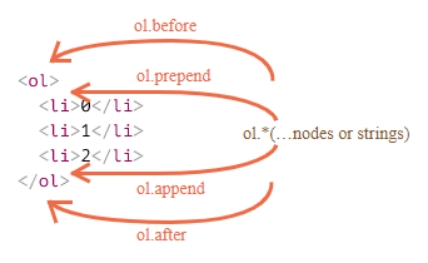 ol.before
<ol>
ol.prepend
<li>0</li>
<li>1</li>
ol.*(…nodes or strings)
<li>2</li>
</ol>
ol.append
ol.after